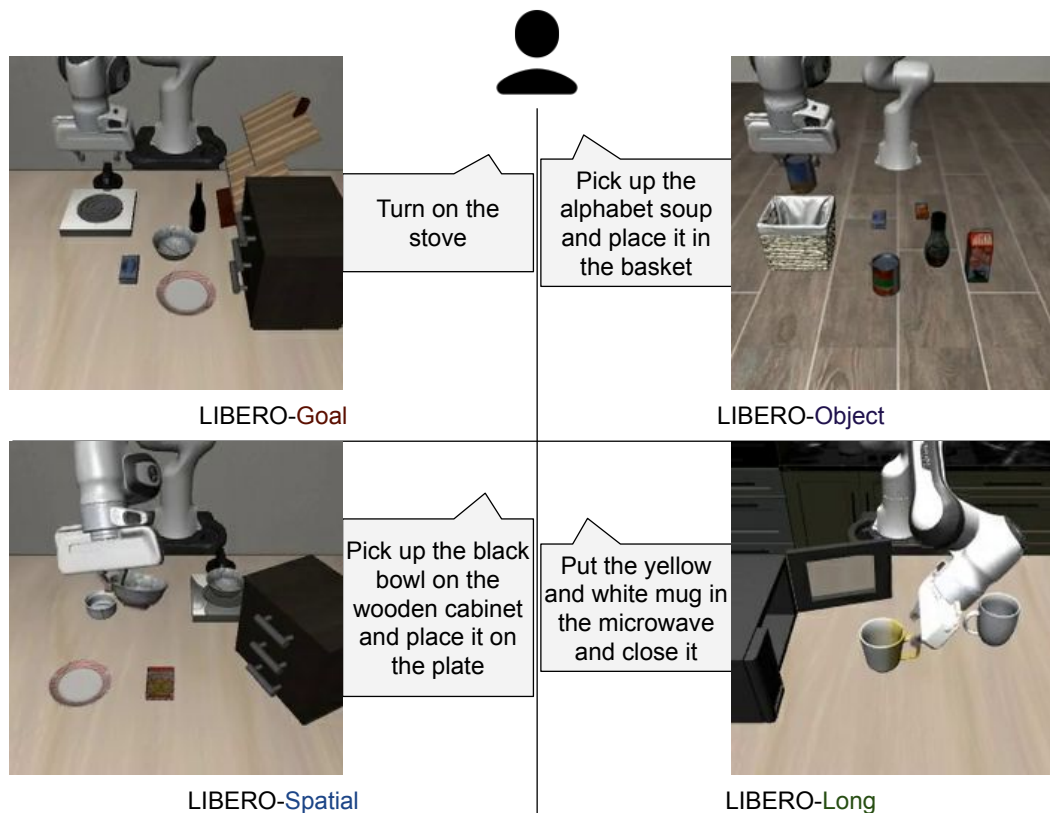 Turn on the
stove
Pick up the
alphabet soup
and place it in
the basket
LIBERO-Goal
LIBERO-Object
Pick up the black
bowl on the
wooden cabinet
and place it on
the plate
Put the yellow
and white mug in
the microwave
and close it
LIBERO-Spatial
LIBERO-Long